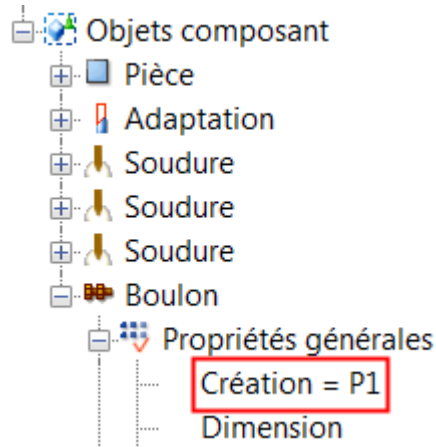 Objets composant
Pièce
Adaptation
Soudure
Soudure
Soudure
Boulon
Propriétés générales
Création = P1
Dimension